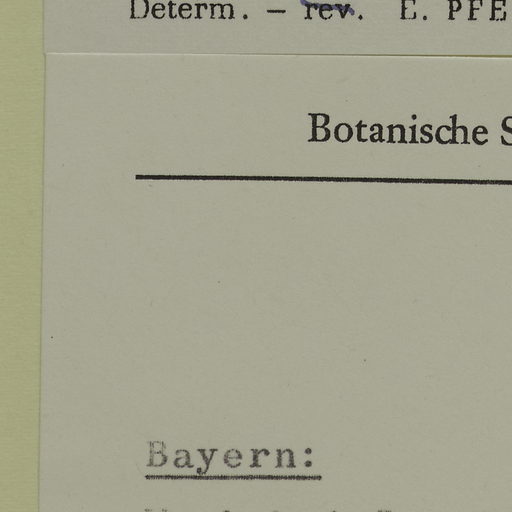 Determ. – rev. E. PFE
Botanische S
Bayern: